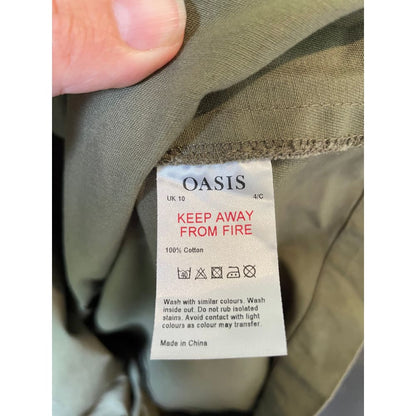 OASIS
UK 10 4/C
KEEP AWAY
FROM FIRE
100% Cotton
Wash with similar colours. Wash
inside out. Do not rub isolated
stains. Avoid contact with light
colours as colour may transfer.
Made in China